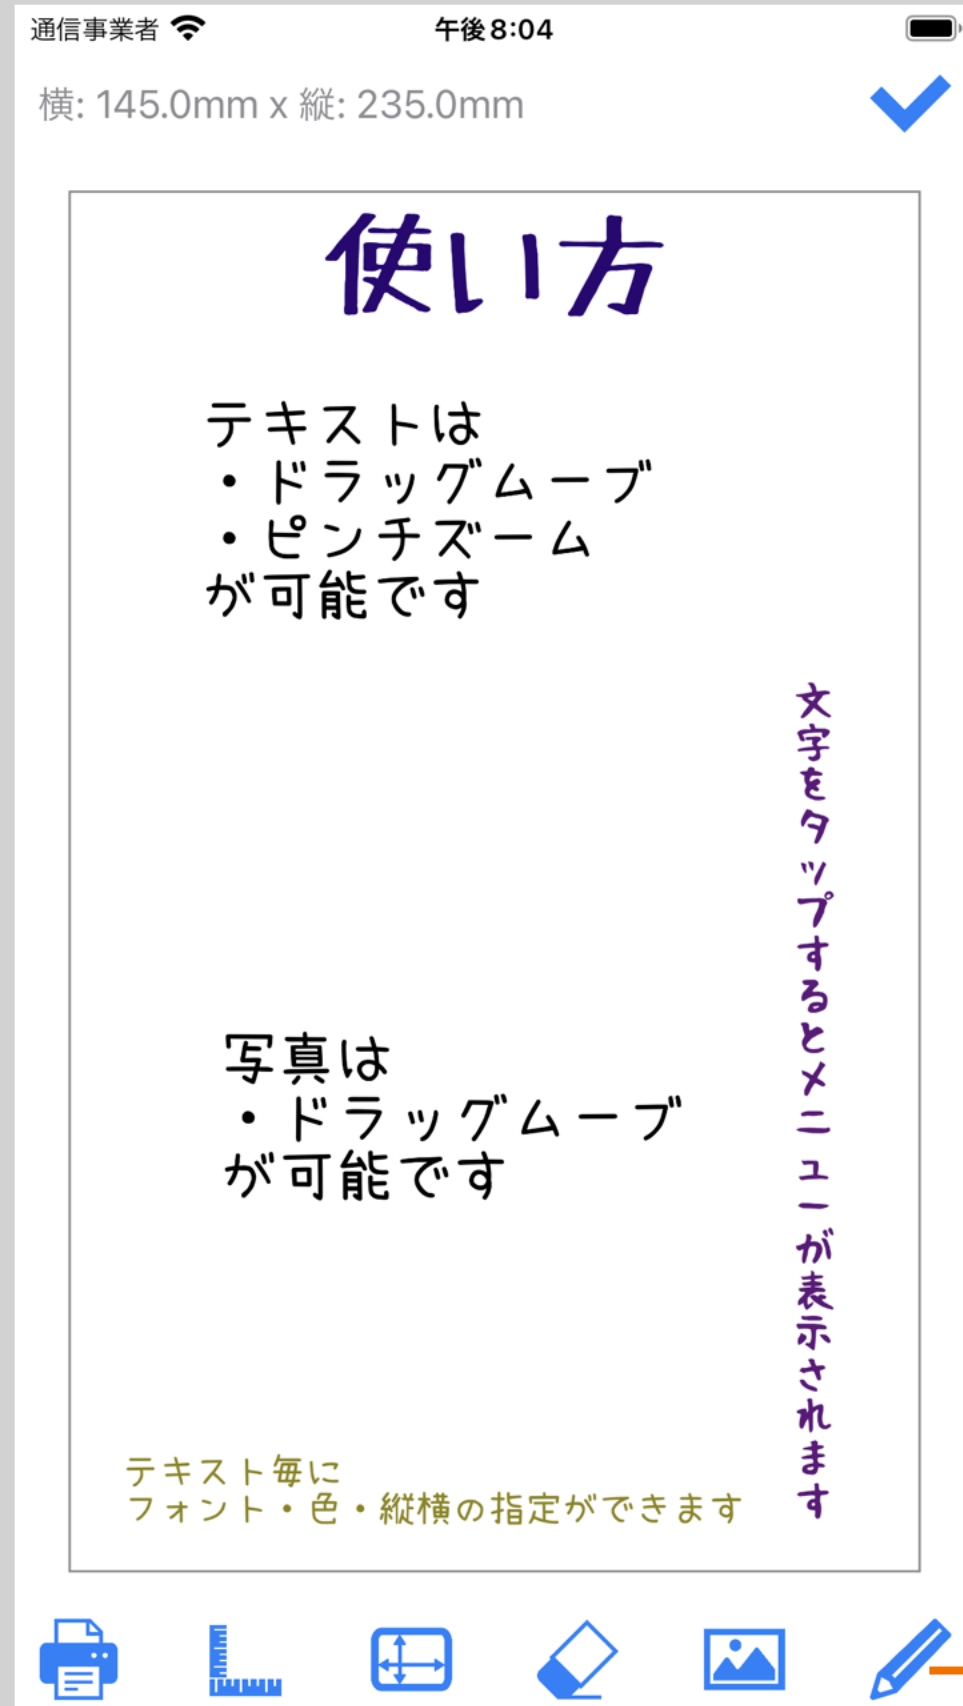 通信事業者
午後8:04
横: 145.0mm x 縦: 235.0mm
使い方
テキストは
・ドラッグムーブ
・ピンチズーム
が可能です
文字をタップするとメニューが表示されます
写真は
・ドラッグムーブ
が可能です
テキスト毎に
フォント・色・縦横の指定ができます